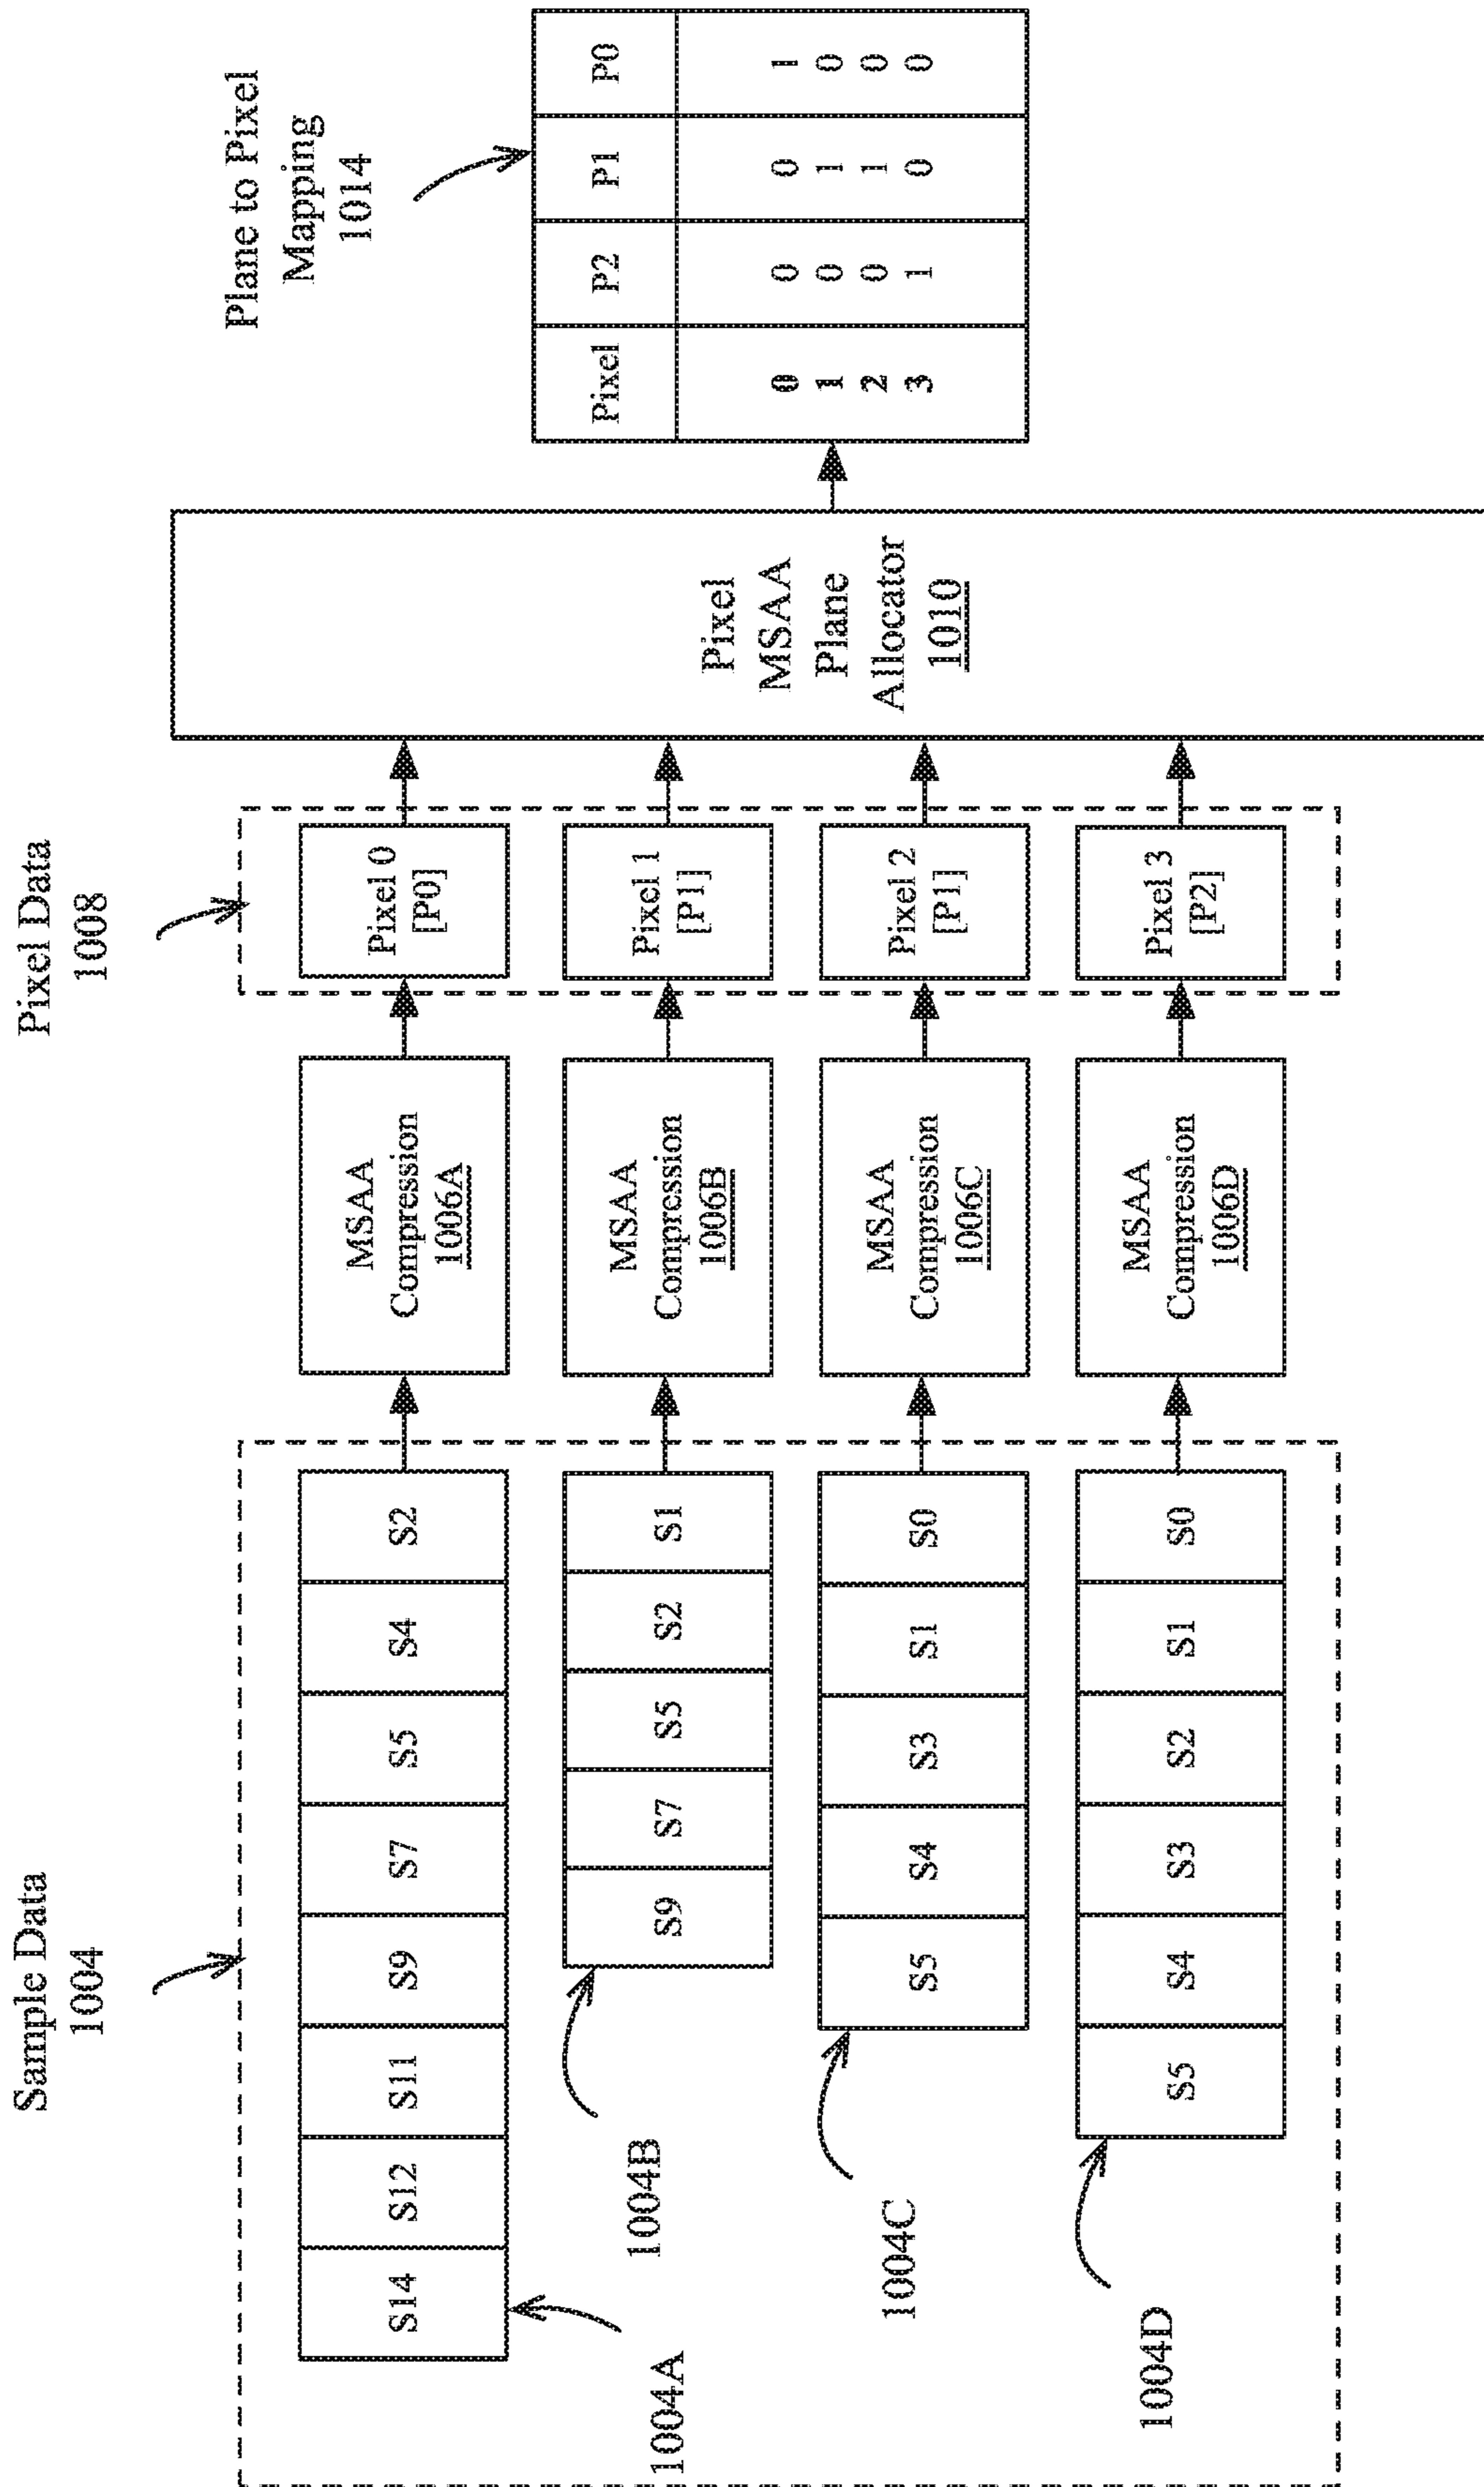 Sample Data
1004
Pixel Data
1008
Plane to Pixel
Mapping
1014
S14 S12 S11 S9 S7 S5 S4 S2
1004A
MSAA
Compression
1006A
Pixel 0
[P0]
S9 S7 S5 S2 S1
1004B
MSAA
Compression
1006B
Pixel 1
[P1]
S5 S4 S3 S1 S0
1004C
MSAA
Compression
1006C
Pixel 2
[P1]
S5 S4 S3 S2 S1 S0
1004D
MSAA
Compression
1006D
Pixel 3
[P2]
Pixel
MSAA
Plane
Allocator
1010
Pixel P2 P1 P0
0 0 0 1
1 0 1 0
2 0 1 0
3 1 0 0